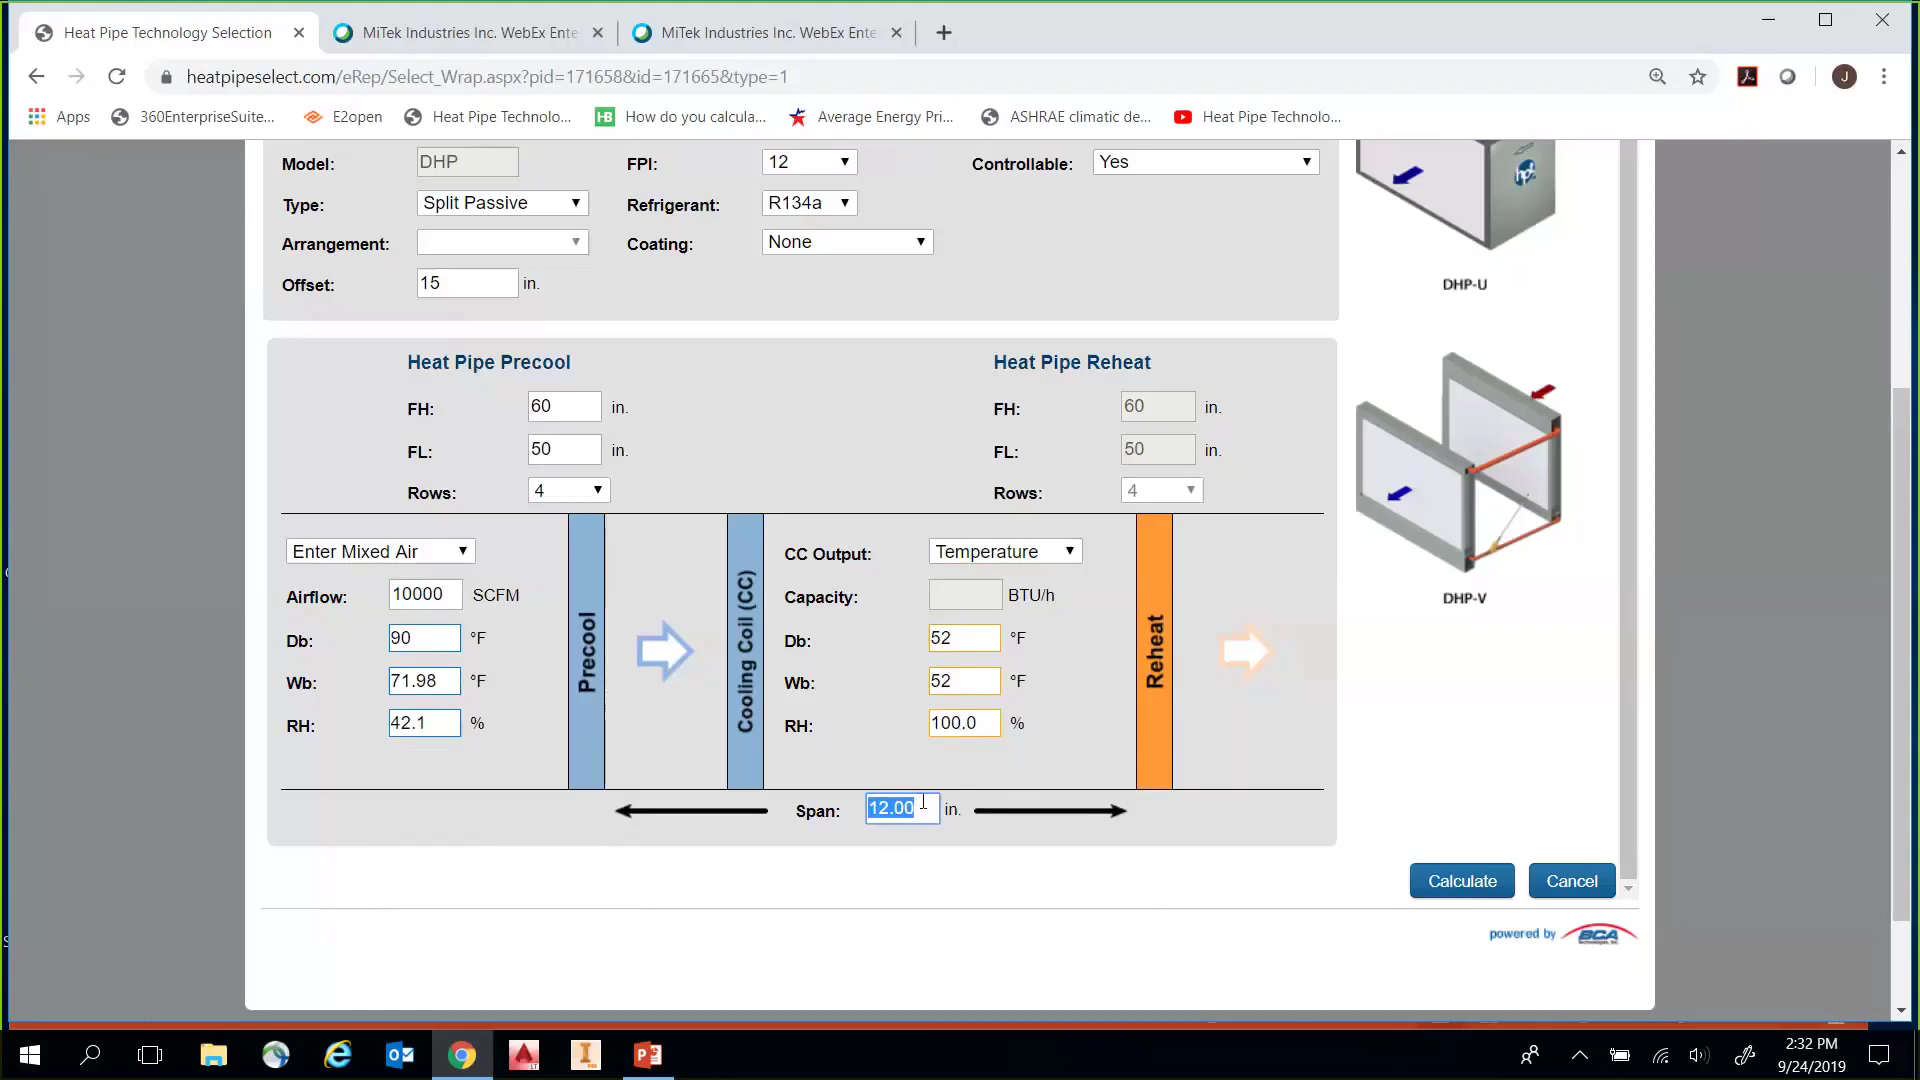 Heat Pipe Technology Selection
MiTek Industries Inc. WebEx Ente
MiTek Industries Inc. WebEx Ente
heatpipeselect.com/eRep/Select_Wrap.aspx?pid=171658&id=171665&type=1
J
Apps 360EnterpriseSuite... E2open Heat Pipe Technolo... HB How do you calcula... Average Energy Pri... ASHRAE climatic de... Heat Pipe Technolo...
Model: DHP FPI: 12 Controllable: Yes
Type: Split Passive Refrigerant: R134a
Arrangement: Coating: None
Offset: 15 in.
hpt
DHP-U
Heat Pipe Precool Heat Pipe Reheat
FH: 60 in. FH: 60 in.
FL: 50 in. FL: 50 in.
Rows: 4 Rows: 4
Enter Mixed Air CC Output: Temperature
Airflow: 10000 SCFM Capacity: BTU/h
Db: 90 °F Db: 52 °F
Wb: 71.98 °F Wb: 52 °F
RH: 42.1 % RH: 100.0 %
Precool
Cooling Coil (CC)
Reheat
Span: 12.00 in.
DHP-V
Calculate Cancel
powered by BCA
2:32 PM
9/24/2019